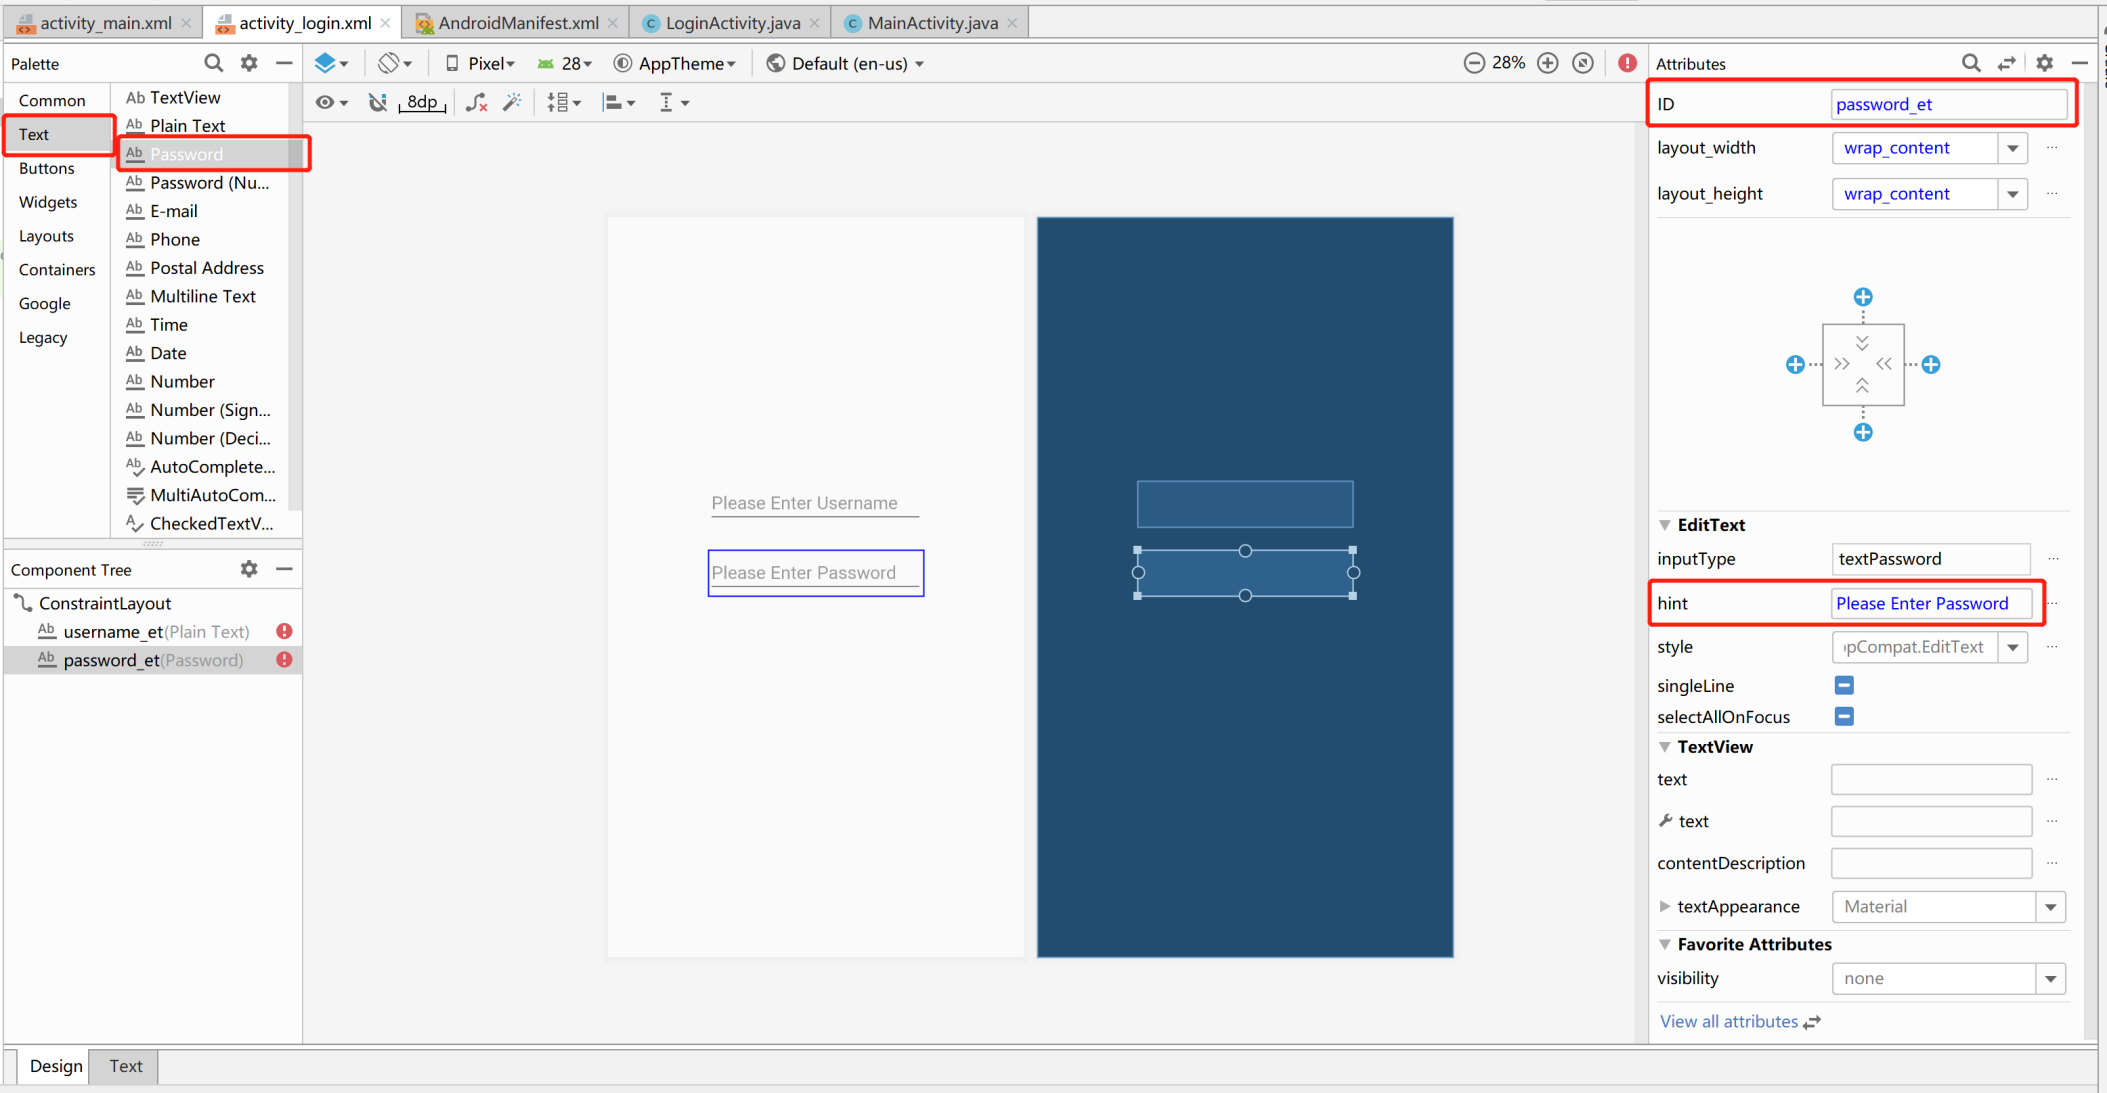 activity_main.xml
activity_login.xml
AndroidManifest.xml
LoginActivity.java
MainActivity.java
Palette
Pixel
28
AppTheme
Default (en-us)
28%
Attributes
8dp
Common
Text
Buttons
Widgets
Layouts
Containers
Google
Legacy
Ab TextView
Ab Plain Text
Ab Password
Ab Password (Nu...
Ab E-mail
Ab Phone
Ab Postal Address
Ab Multiline Text
Ab Time
Ab Date
Ab Number
Ab Number (Sign...
Ab Number (Deci...
Ab AutoComplete...
MultiAutoCom...
A CheckedTextV...
Component Tree
ConstraintLayout
Ab username_et(Plain Text)
Ab password_et(Password)
Please Enter Username
Please Enter Password
ID password_et
layout_width wrap_content ...
layout_height wrap_content ...
EditText
inputType textPassword ...
hint Please Enter Password ...
style pCompat.EditText ...
singleLine
selectAllOnFocus
TextView
text ...
text ...
contentDescription ...
textAppearance Material
Favorite Attributes
visibility none
View all attributes
Design
Text